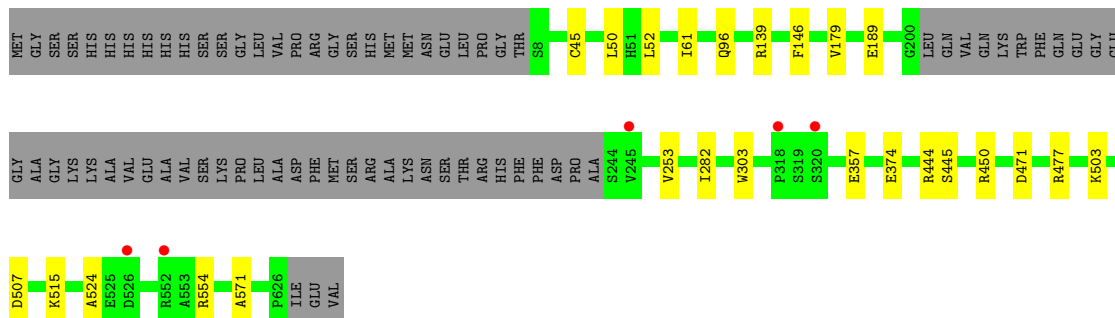 MET GLY SER SER HIS HIS HIS HIS HIS HIS SER SER GLY LEU VAL PRO ARG GLY SER HIS MET MET ASN GLU LEU PRO GLY THR S8 C45 L50 H51 L52 I61 Q96 R139 F146 V179 E189 G200 LEU GLN VAL GLN LYS TRP PHE GLN GLU GLY GLU
GLY ALA GLY LYS LYS ALA VAL GLU ALA VAL SER LYS PRO LEU ALA ASP PHE MET SER ARG ALA LYS ASN SER THR ARG HIS PHE PHE ASP PRO ALA S244 V245 V253 I282 W303 P318 S319 S320 E357 E374 R444 S445 R450 D471 R477 K503
D507 K515 A524 E525 D526 R552 A553 R554 A571 P626 ILE GLU VAL